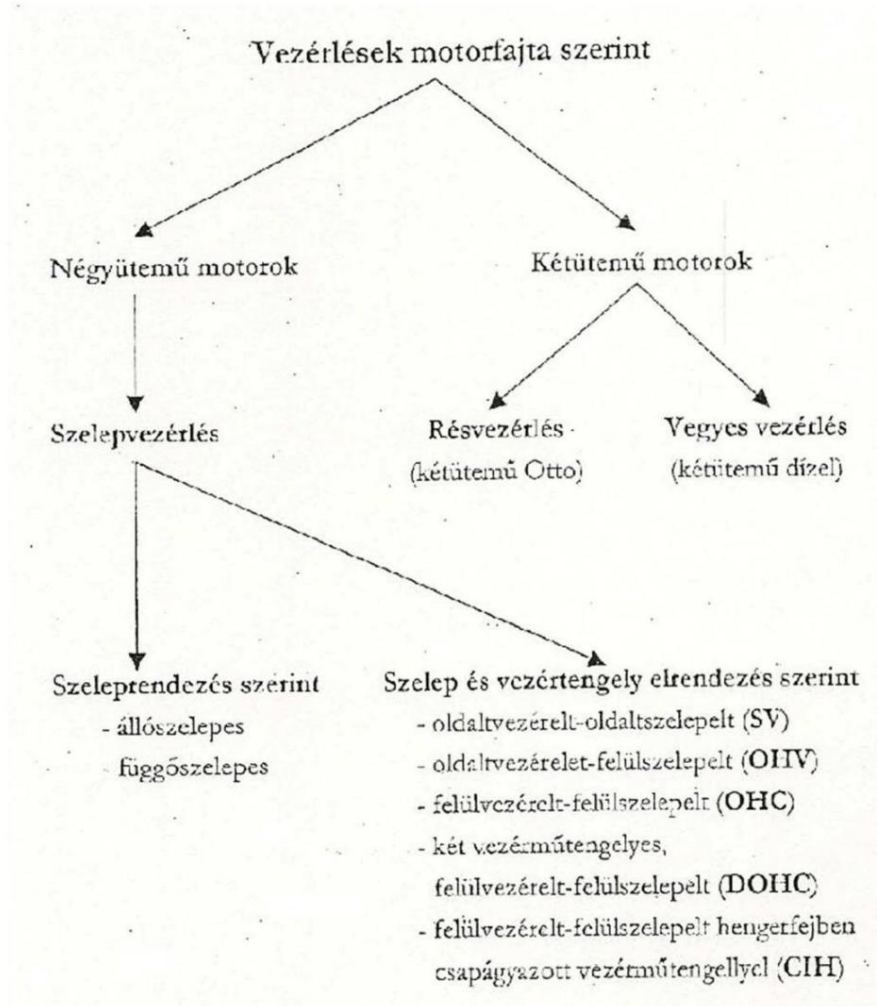 Vezérlések motorfajta szerint
Négyütemű motorok
Kétütemű motorok
Szelepvezérlés
Résvezérlés
(kétütemű Otto)
Vegyes vezérlés
(kétütemű dízel)
Szeleprendezés szerint
- állószelepes
- függőszelepes
Szelep és vezértengely elrendezés szerint
- oldaltvezérelt-oldaltszelepelt (SV)
- oldaltvezérelet-felülszelepelt (OHV)
- felülvezérelt-felülszelepelt (OHC)
- két vezérműtengelyes,
felülvezérelt-felülszelepelt (DOHC)
- felülvezérelt-felülszelepelt hengerfejben
csapágyazott vezérműtengellyel (CIH)